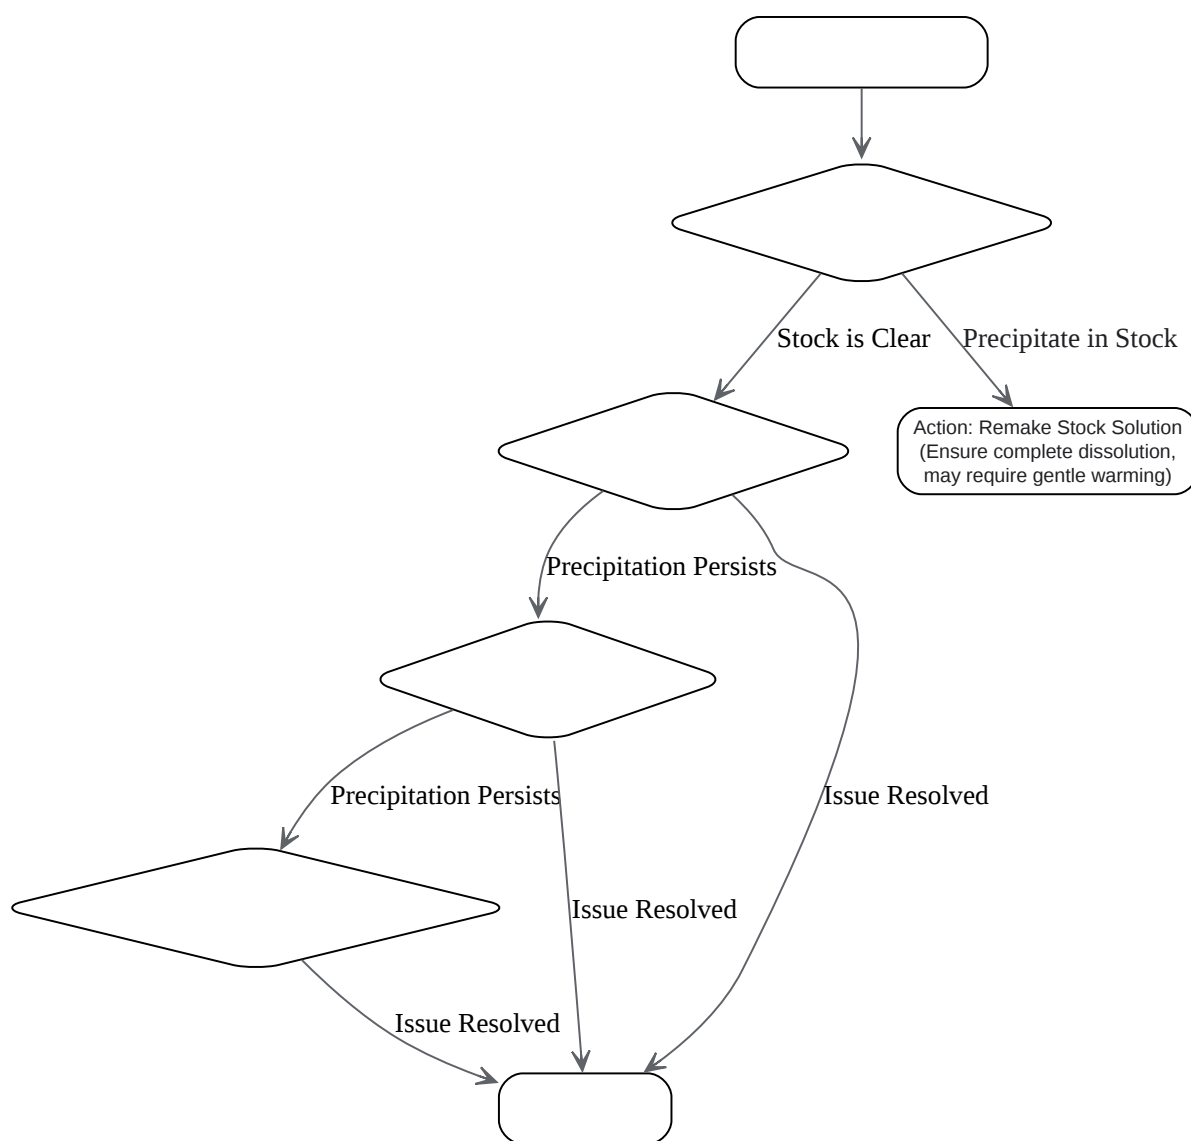 Stock is Clear
Precipitate in Stock
Action: Remake Stock Solution
(Ensure complete dissolution,
may require gentle warming)
Precipitation Persists
Precipitation Persists
Issue Resolved
Issue Resolved
Issue Resolved